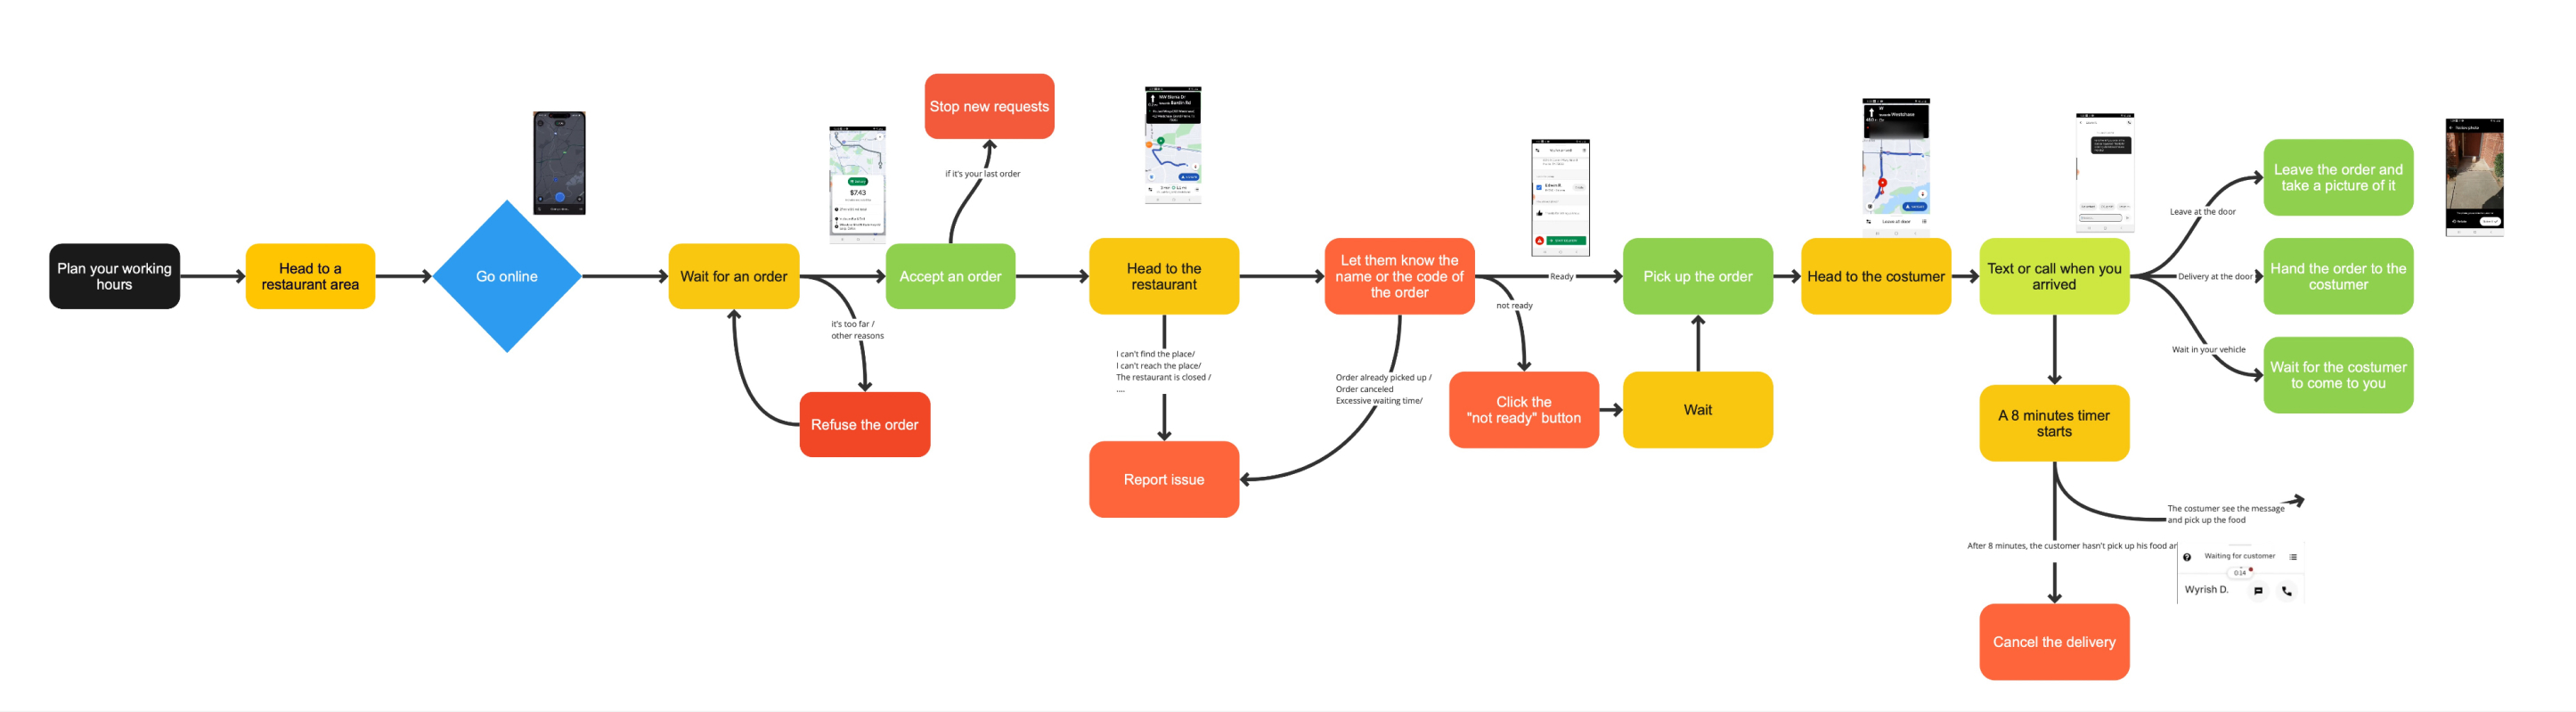 Stop new requests
if it's your last order
Plan your working
hours
Head to a
restaurant area
Go online
Wait for an order
$7.43
it's too far /
other reasons
Refuse the order
Accept an order
Head to the
restaurant
I can't find the place/
I can't reach the place/
The restaurant is closed /
....
Report issue
Let them know the
name or the code of
the order
Order already picked up /
Order canceled
Excessive waiting time/
Ready
not ready
Click the
"not ready" button
Wait
Pick up the order
Westchase
Leave at door
Head to the costumer
Text or call when you
arrived
Leave at the door
Delivery at the door
Wait in your vehicle
Leave the order and
take a picture of it
Hand the order to the
costumer
Wait for the costumer
to come to you
Review photo
A 8 minutes timer
starts
The costumer see the message
and pick up the food
After 8 minutes, the customer hasn't pick up his food
Waiting for customer
0:14
Wyrish D.
Cancel the delivery